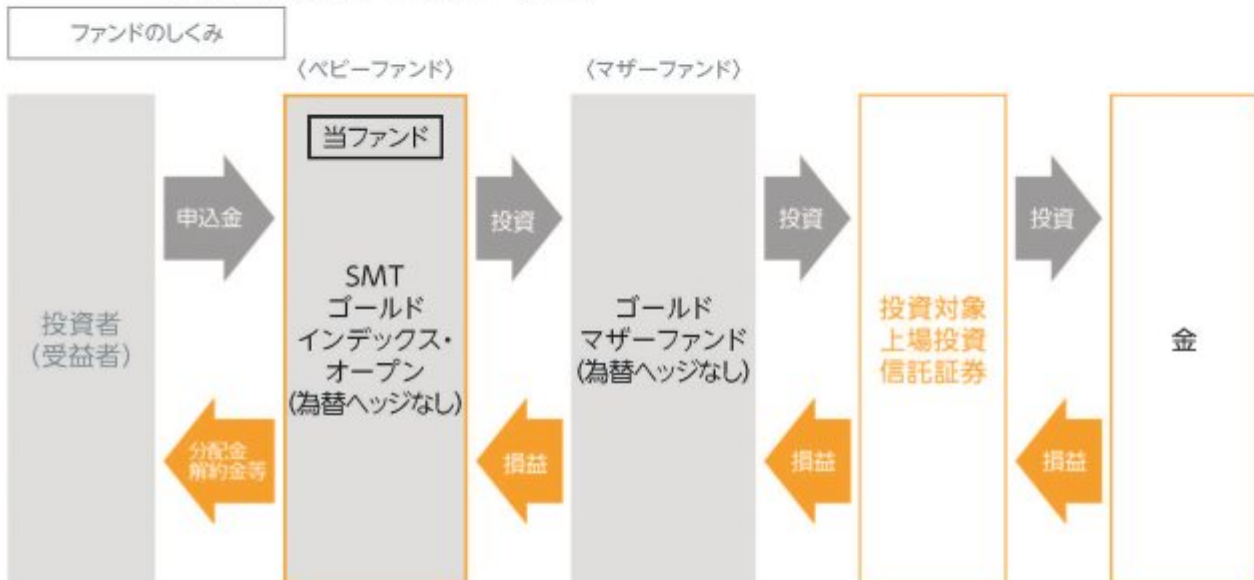 ファンドのしくみ
〈ベビーファンド〉
〈マザーファンド〉
投資者
(受益者)
申込金
分配金
解約金等
当ファンド
SMT
ゴールド
インデックス・
オープン
(為替ヘッジなし)
投資
損益
ゴールド
マザーファンド
(為替ヘッジなし)
投資
損益
投資対象
上場投資
信託証券
投資
損益
金